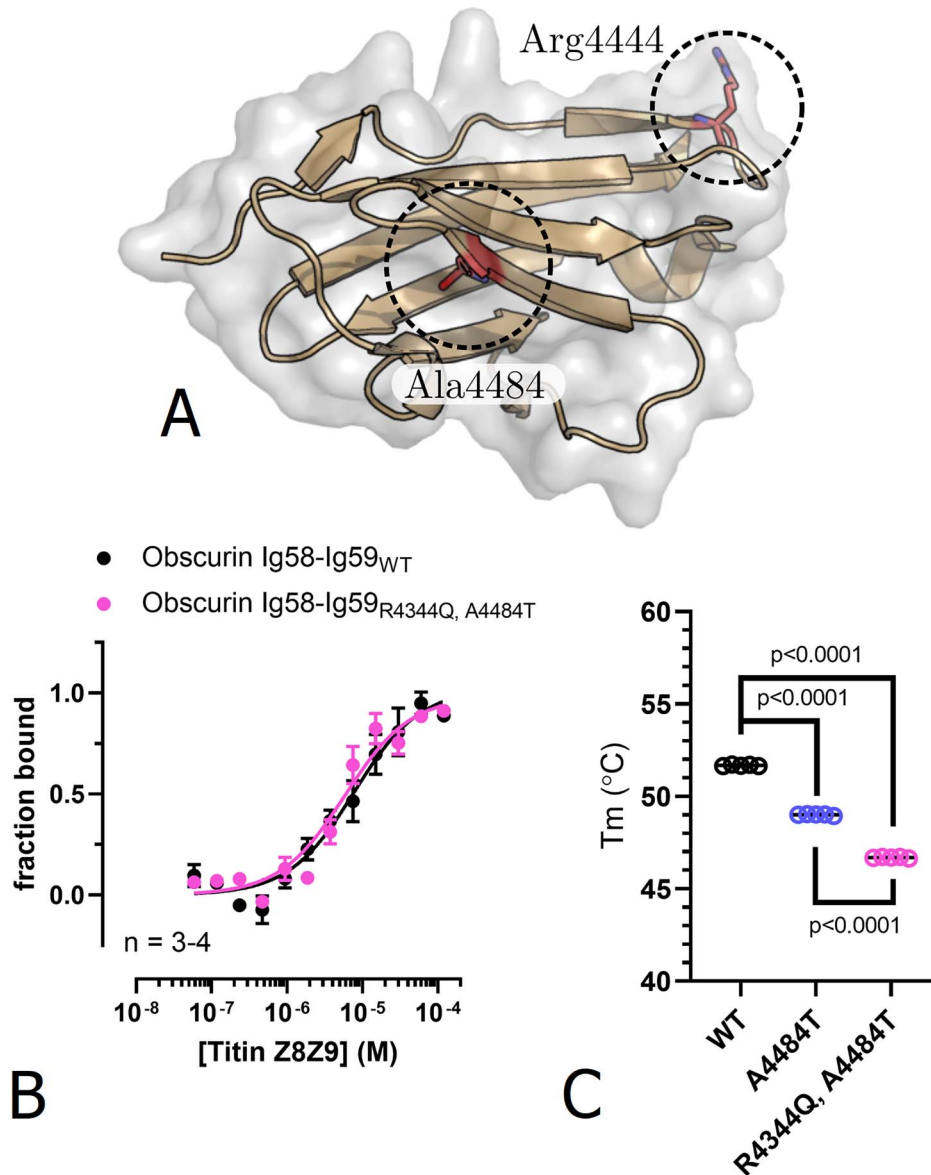 Arg4444
Ala4484
A
Obscurin Ig58-Ig59WT
Obscurin Ig58-Ig59R4344Q, A4484T
fraction bound
1.0
0.5
0.0
n = 3-4
10-8
10-7
10-6
10-5
10-4
[Titin Z8Z9] (M)
B
Tm (°C)
60
55
50
45
40
p<0.0001
p<0.0001
p<0.0001
WT
A4484T
R4344Q, A4484T
C